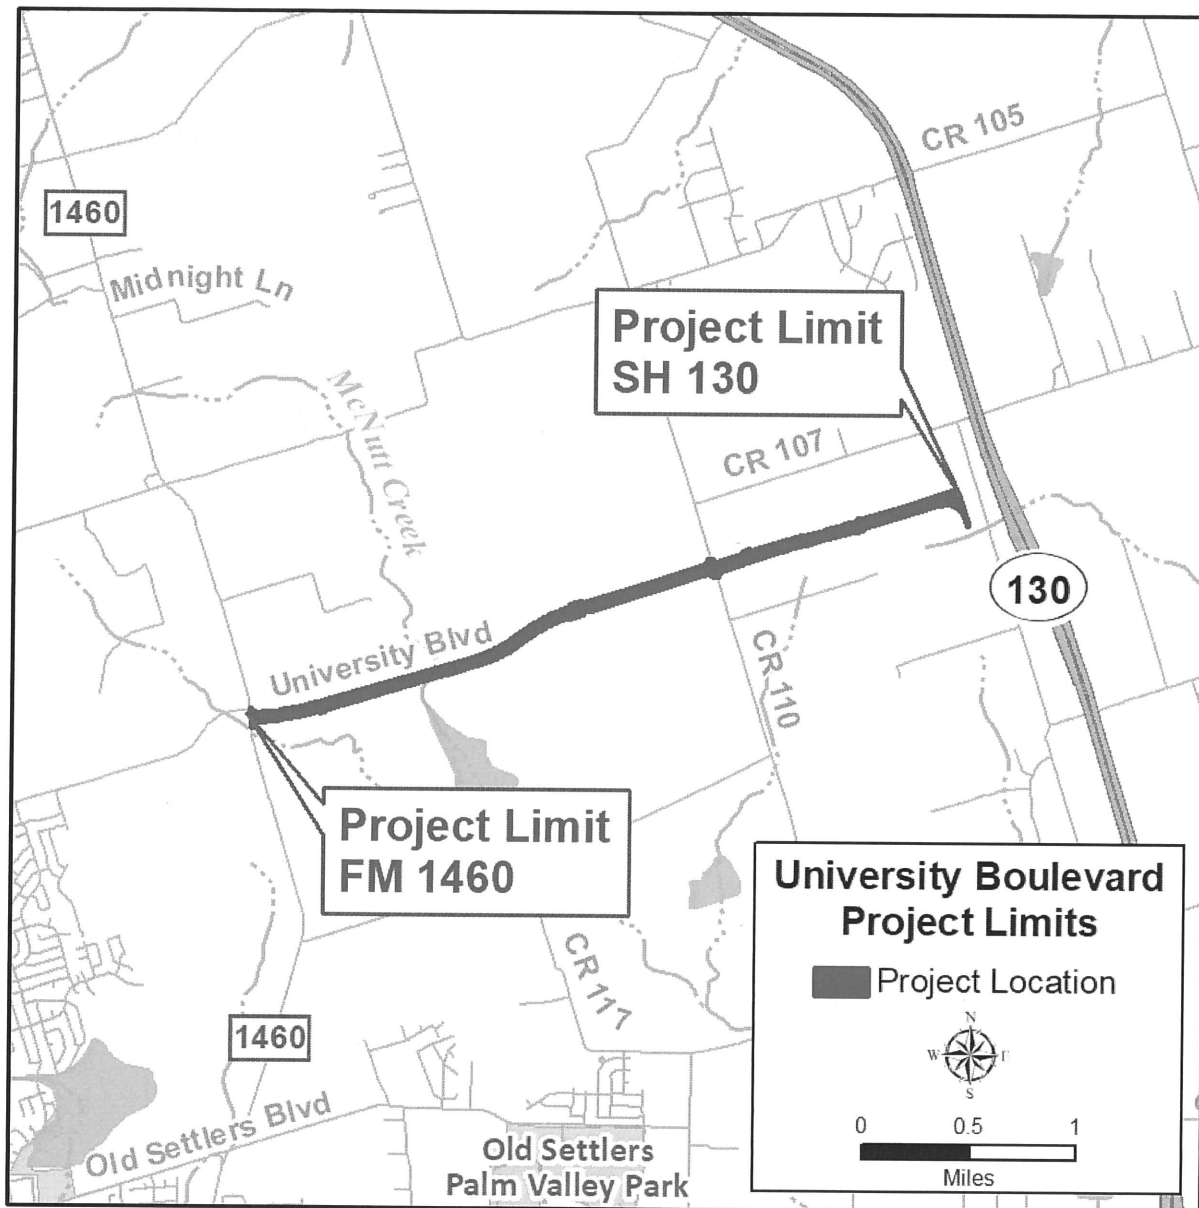 CR 105
1460
Midnight Ln
Project Limit
SH 130
McNutt Creek
CR 107
130
University Blvd
CR 110
Project Limit
FM 1460
University Boulevard
Project Limits
Project Location
N
W E
S
0 0.5 1
Miles
CR 117
1460
Old Settlers Blvd
Old Settlers
Palm Valley Park